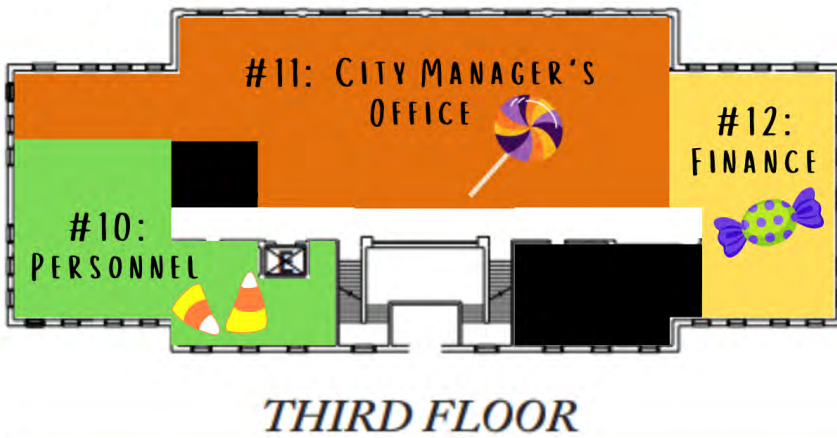 #11: CITY MANAGER'S
OFFICE
#12:
FINANCE
#10:
PERSONNEL
E
THIRD FLOOR